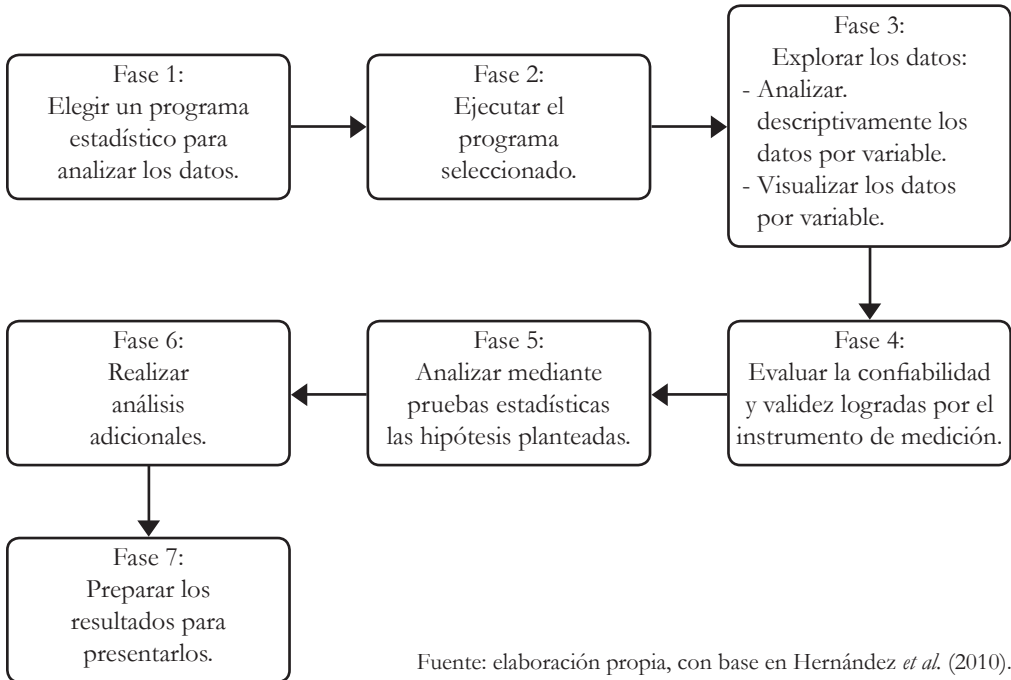 Fase 1:
Elegir un programa
estadístico para
analizar los datos.
Fase 2:
Ejecutar el
programa
seleccionado.
Fase 3:
Explorar los datos:
- Analizar.
descriptivamente los
datos por variable.
- Visualizar los datos
por variable.
Fase 4:
Evaluar la confiabilidad
y validez logradas por el
instrumento de medición.
Fase 5:
Analizar mediante
pruebas estadísticas
las hipótesis planteadas.
Fase 6:
Realizar
análisis
adicionales.
Fase 7:
Preparar los
resultados para
presentarlos.
Fuente: elaboración propia, con base en Hernández et al. (2010).